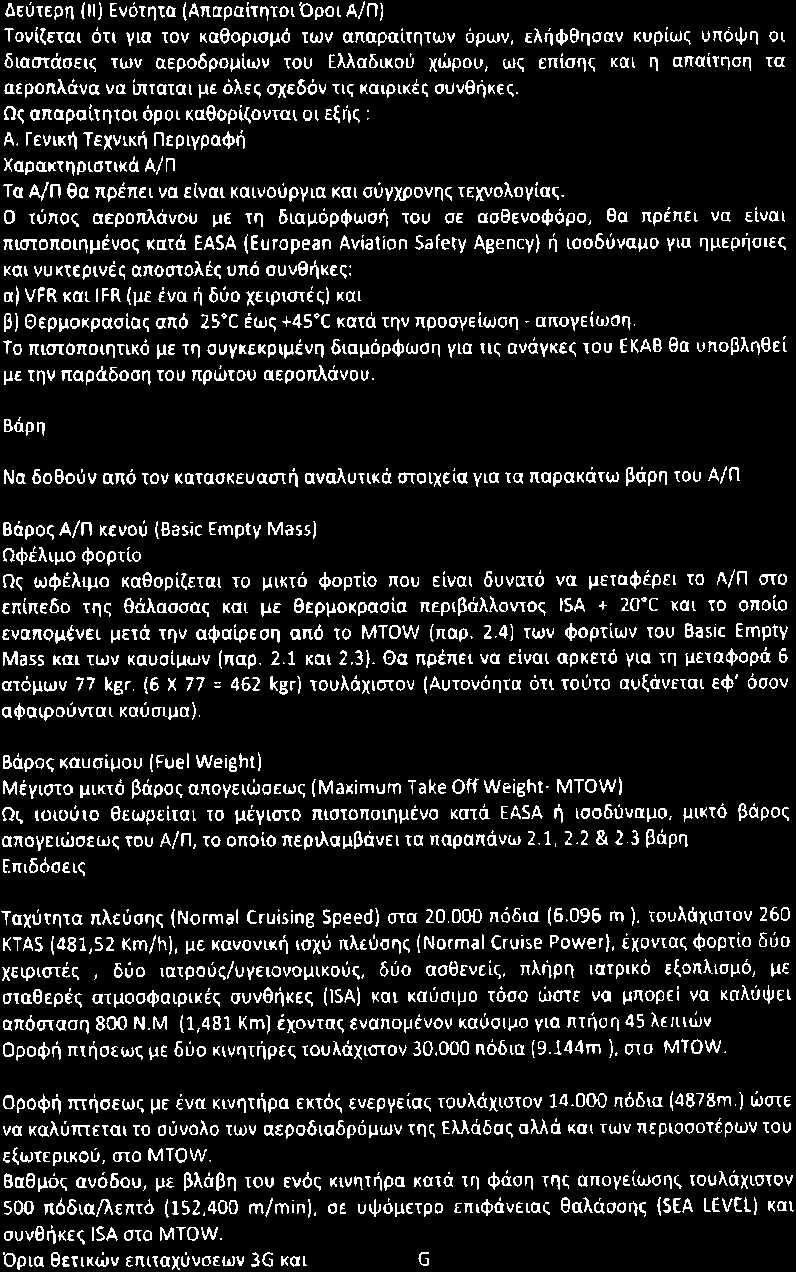 Δεύτερη (ΙΙ) Ενότητα (Απαραίτητοι Όροι Α/Π)
Τονίζεται ότι για τον καθορισμό των απαραίτητων όρων, ελήφθησαν κυρίως υπόψη οι
διαστάσεις των αεροδρομίων του Ελλαδικού χώρου, ως επίσης και η απαίτηση τα
αεροπλάνα να ίπταται με όλες σχεδόν τις καιρικές συνθήκες.
Ως απαραίτητοι όροι καθορίζονται οι εξής :
Α. Γενική Τεχνική Περιγραφή
Χαρακτηριστικά Α/Π
Τα Α/Π θα πρέπει να είναι καινούργια και σύγχρονης τεχνολογίας.
Ο τύπος αεροπλάνου με τη διαμόρφωσή του σε ασθενοφόρο, θα πρέπει να είναι
πιστοποιημένος κατά EASA (European Aviation Safety Agency) ή ισοδύναμο για ημερήσιες
και νυκτερινές αποστολές υπό συνθήκες:
α) VFR και IFR (με ένα ή δύο χειριστές) και
β) Θερμοκρασίας από 25°C έως +45°C κατά την προσγείωση - απογείωση.
Το πιστοποιητικό με τη συγκεκριμένη διαμόρφωση για τις ανάγκες του ΕΚΑΒ θα υποβληθεί
με την παράδοση του πρώτου αεροπλάνου.
Βάρη
Να δοθούν από τον κατασκευαστή αναλυτικά στοιχεία για τα παρακάτω βάρη του Α/Π
Βάρος Α/Π κενού (Basic Empty Mass)
Ωφέλιμο φορτίο
Ως ωφέλιμο καθορίζεται το μικτό φορτίο που είναι δυνατό να μεταφέρει το Α/Π στο
επίπεδο της θάλασσας και με θερμοκρασία περιβάλλοντος ISA + 20°C και το οποίο
εναπομένει μετά την αφαίρεση από το MTOW (παρ. 2.4) των φορτίων του Basic Empty
Mass και των καυσίμων (παρ. 2.1 και 2.3). Θα πρέπει να είναι αρκετό για τη μεταφορά 6
ατόμων 77 kgr. (6 X 77 = 462 kgr) τουλάχιστον (Αυτονόητα ότι τούτο αυξάνεται εφ' όσον
αφαιρούνται καύσιμα).
Βάρος καυσίμου (Fuel Weight)
Μέγιστο μικτό βάρος απογειώσεως (Maximum Take Off Weight- MTOW)
Ως τοιούτο θεωρείται το μέγιστο πιστοποιημένο κατά EASA ή ισοδύναμο, μικτό βάρος
απογειώσεως του Α/Π, το οποίο περιλαμβάνει τα παραπάνω 2.1, 2.2 & 2.3 βάρη
Επιδόσεις
Ταχύτητα πλεύσης (Normal Cruising Speed) στα 20.000 πόδια (6.096 m ), τουλάχιστον 260
KTAS (481,52 Km/h), με κανονική ισχύ πλεύσης (Normal Cruise Power), έχοντας φορτίο δύο
χειριστές , δύο ιατρούς/υγειονομικούς, δύο ασθενείς, πλήρη ιατρικό εξοπλισμό, με
σταθερές ατμοσφαιρικές συνθήκες (ISA) και καύσιμο τόσο ώστε να μπορεί να καλύψει
απόσταση 800 N.M (1,481 Km) έχοντας εναπομένον καύσιμο για πτήση 45 λεπτών
Οροφή πτήσεως με δύο κινητήρες τουλάχιστον 30.000 πόδια (9.144m ), στο MTOW.
Οροφή πτήσεως με ένα κινητήρα εκτός ενεργείας τουλάχιστον 14.000 πόδια (4878m.) ώστε
να καλύπτεται το σύνολο των αεροδιαδρόμων της Ελλάδας αλλά και των περισσοτέρων του
εξωτερικού, στο MTOW.
Βαθμός ανόδου, με βλάβη του ενός κινητήρα κατά τη φάση της απογείωσης τουλάχιστον
500 πόδια/λεπτό (152,400 m/min), σε υψόμετρο επιφάνειας θαλάσσης (SEA LEVEL) και
συνθήκες ISA στο MTOW.
Όρια θετικών επιταχύνσεων 3G και G